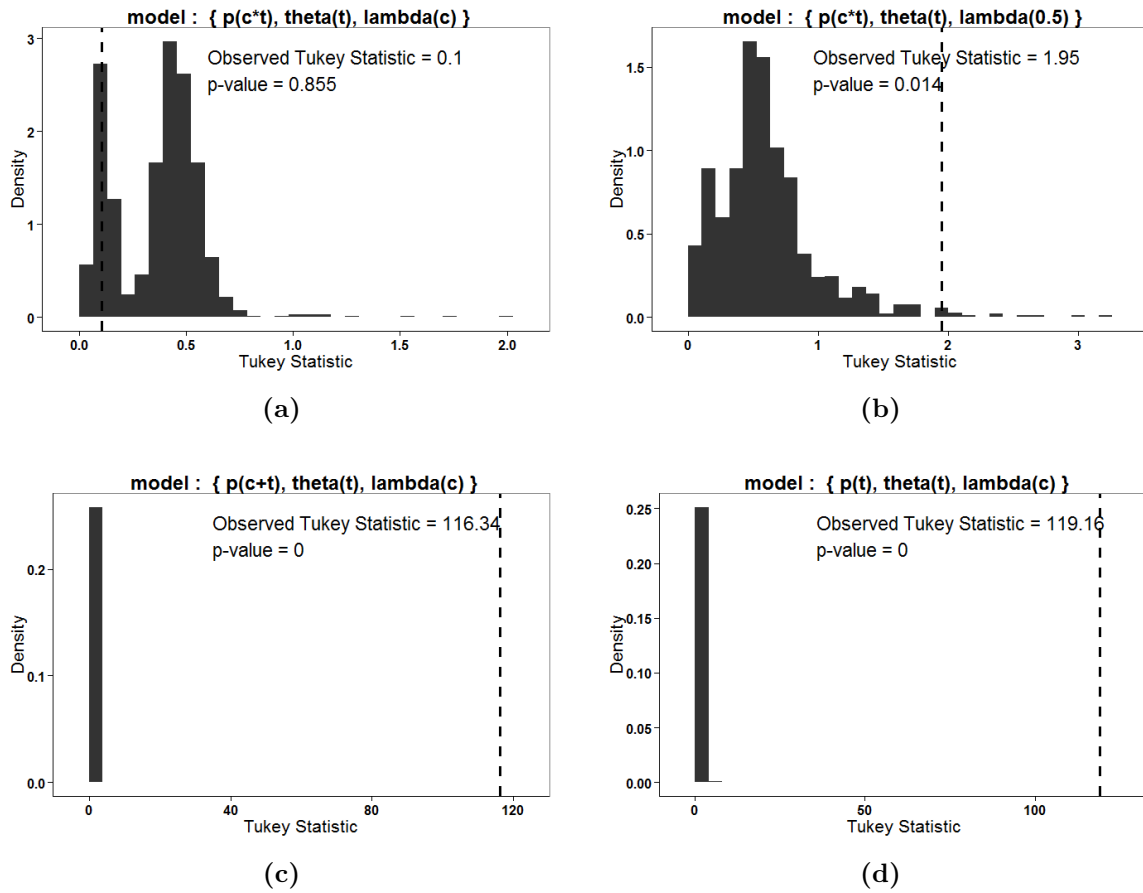 model :  { p(c*t), theta(t), lambda(c) }
Observed Tukey Statistic = 0.1
p-value = 0.855
3
2
1
0
Density
0.0 0.5 1.0 1.5 2.0
Tukey Statistic
(a)
model :  { p(c*t), theta(t), lambda(0.5) }
Observed Tukey Statistic = 1.95
p-value = 0.014
1.5
1.0
0.5
0.0
Density
0 1 2 3
Tukey Statistic
(b)
model :  { p(c+t), theta(t), lambda(c) }
Observed Tukey Statistic = 116.34
p-value = 0
0.2
0.1
0.0
Density
0 40 80 120
Tukey Statistic
(c)
model :  { p(t), theta(t), lambda(c) }
Observed Tukey Statistic = 119.16
p-value = 0
0.25
0.20
0.15
0.10
0.05
0.00
Density
0 50 100
Tukey Statistic
(d)